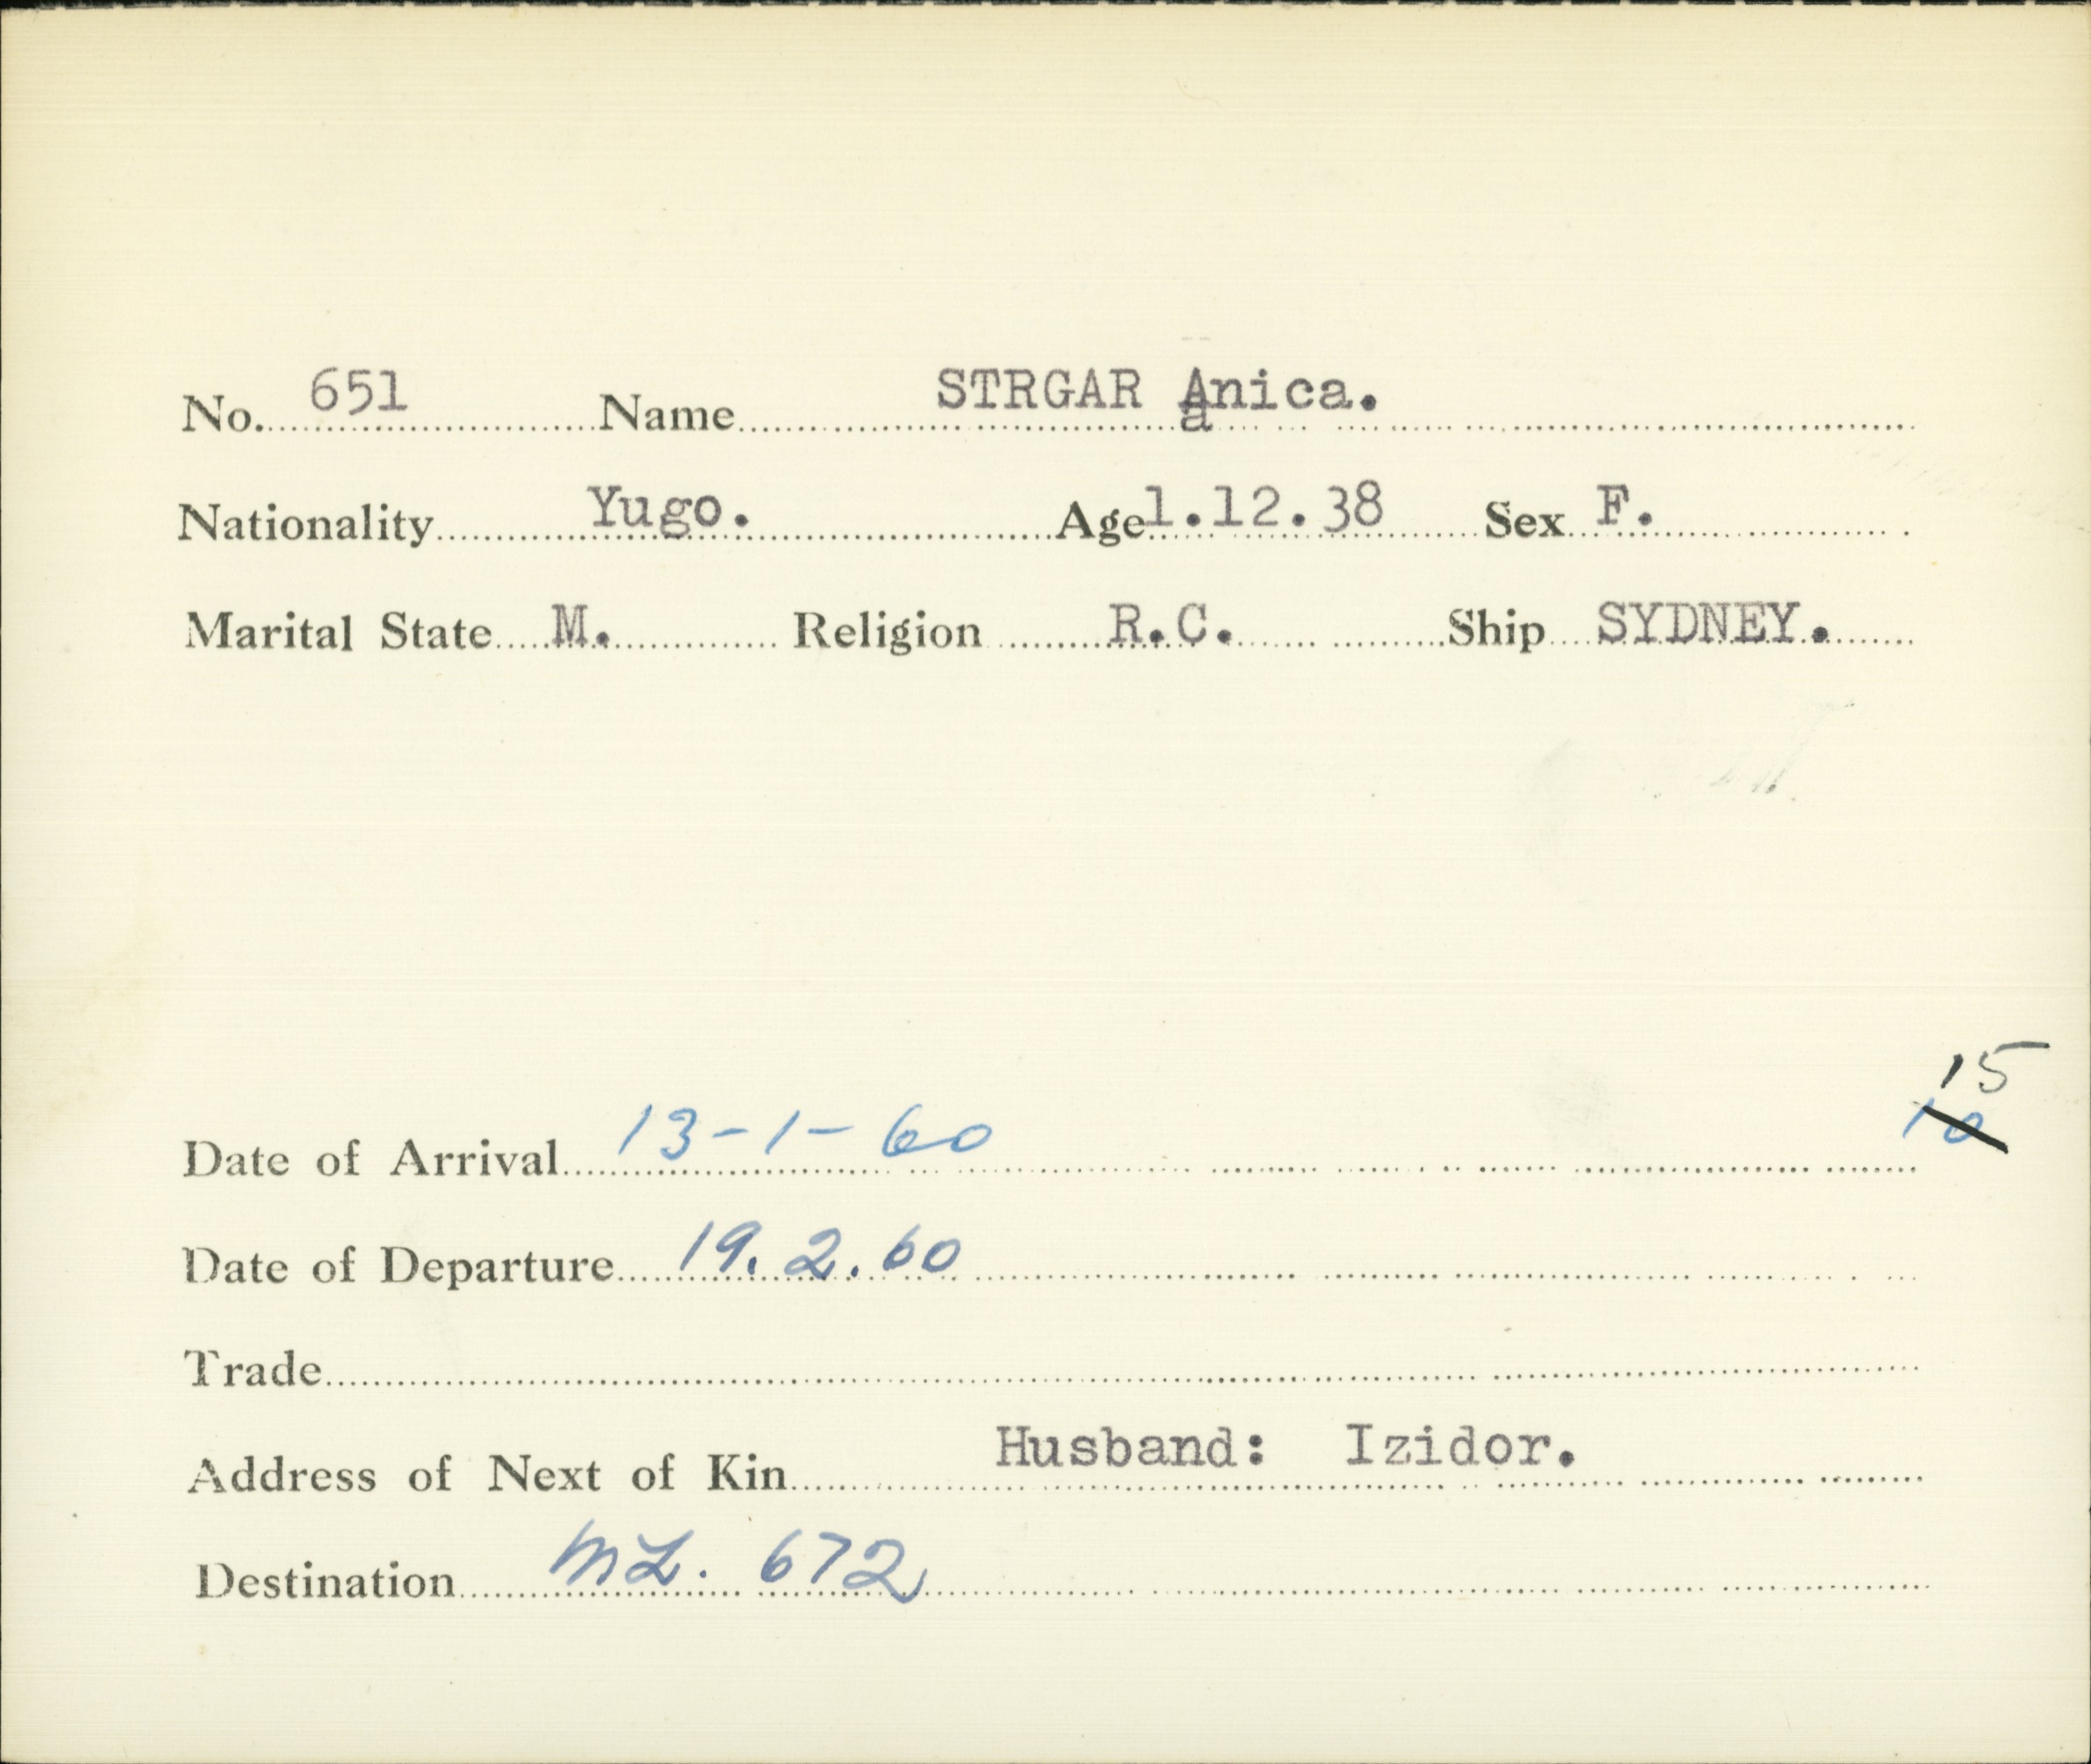 No. 651 Name STRGAR Anica.
Nationality Yugo. Age 1.12.38 Sex F.
Marital State M. Religion R.C. Ship SYDNEY.
15
10
Date of Arrival 13-1-60
Date of Departure 19.2.60
Trade
Address of Next of Kin Husband: Izidor.
Destination ML. 672